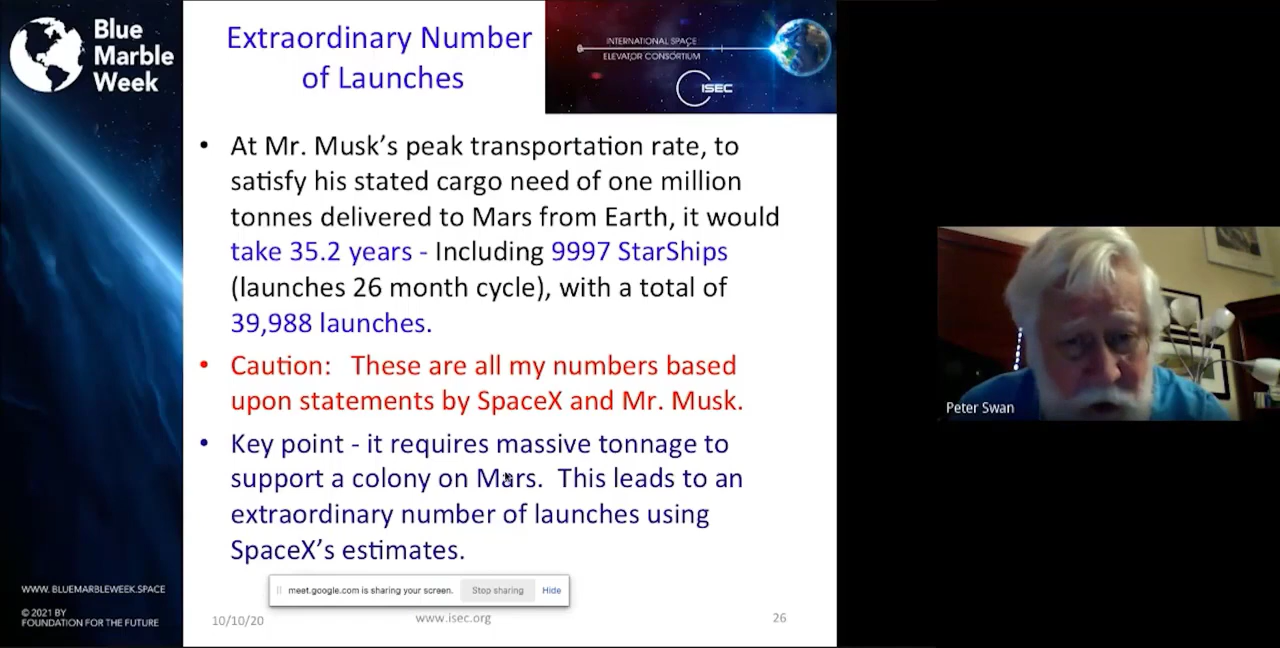 Blue
Marble
Week
Extraordinary Number
of Launches
INTERNATIONAL SPACE
ELEVATOR CONSORTIUM
ISEC
• At Mr. Musk’s peak transportation rate, to
satisfy his stated cargo need of one million
tonnes delivered to Mars from Earth, it would
take 35.2 years - Including 9997 StarShips
(launches 26 month cycle), with a total of
39,988 launches.
• Caution: These are all my numbers based
upon statements by SpaceX and Mr. Musk.
• Key point - it requires massive tonnage to
support a colony on Mars. This leads to an
extraordinary number of launches using
SpaceX’s estimates.
meet.google.com is sharing your screen. Stop sharing Hide
WWW. BLUEMARBLEWEEK.SPACE
© 2021 BY
FOUNDATION FOR THE FUTURE
10/10/20
www.isec.org
26
Peter Swan